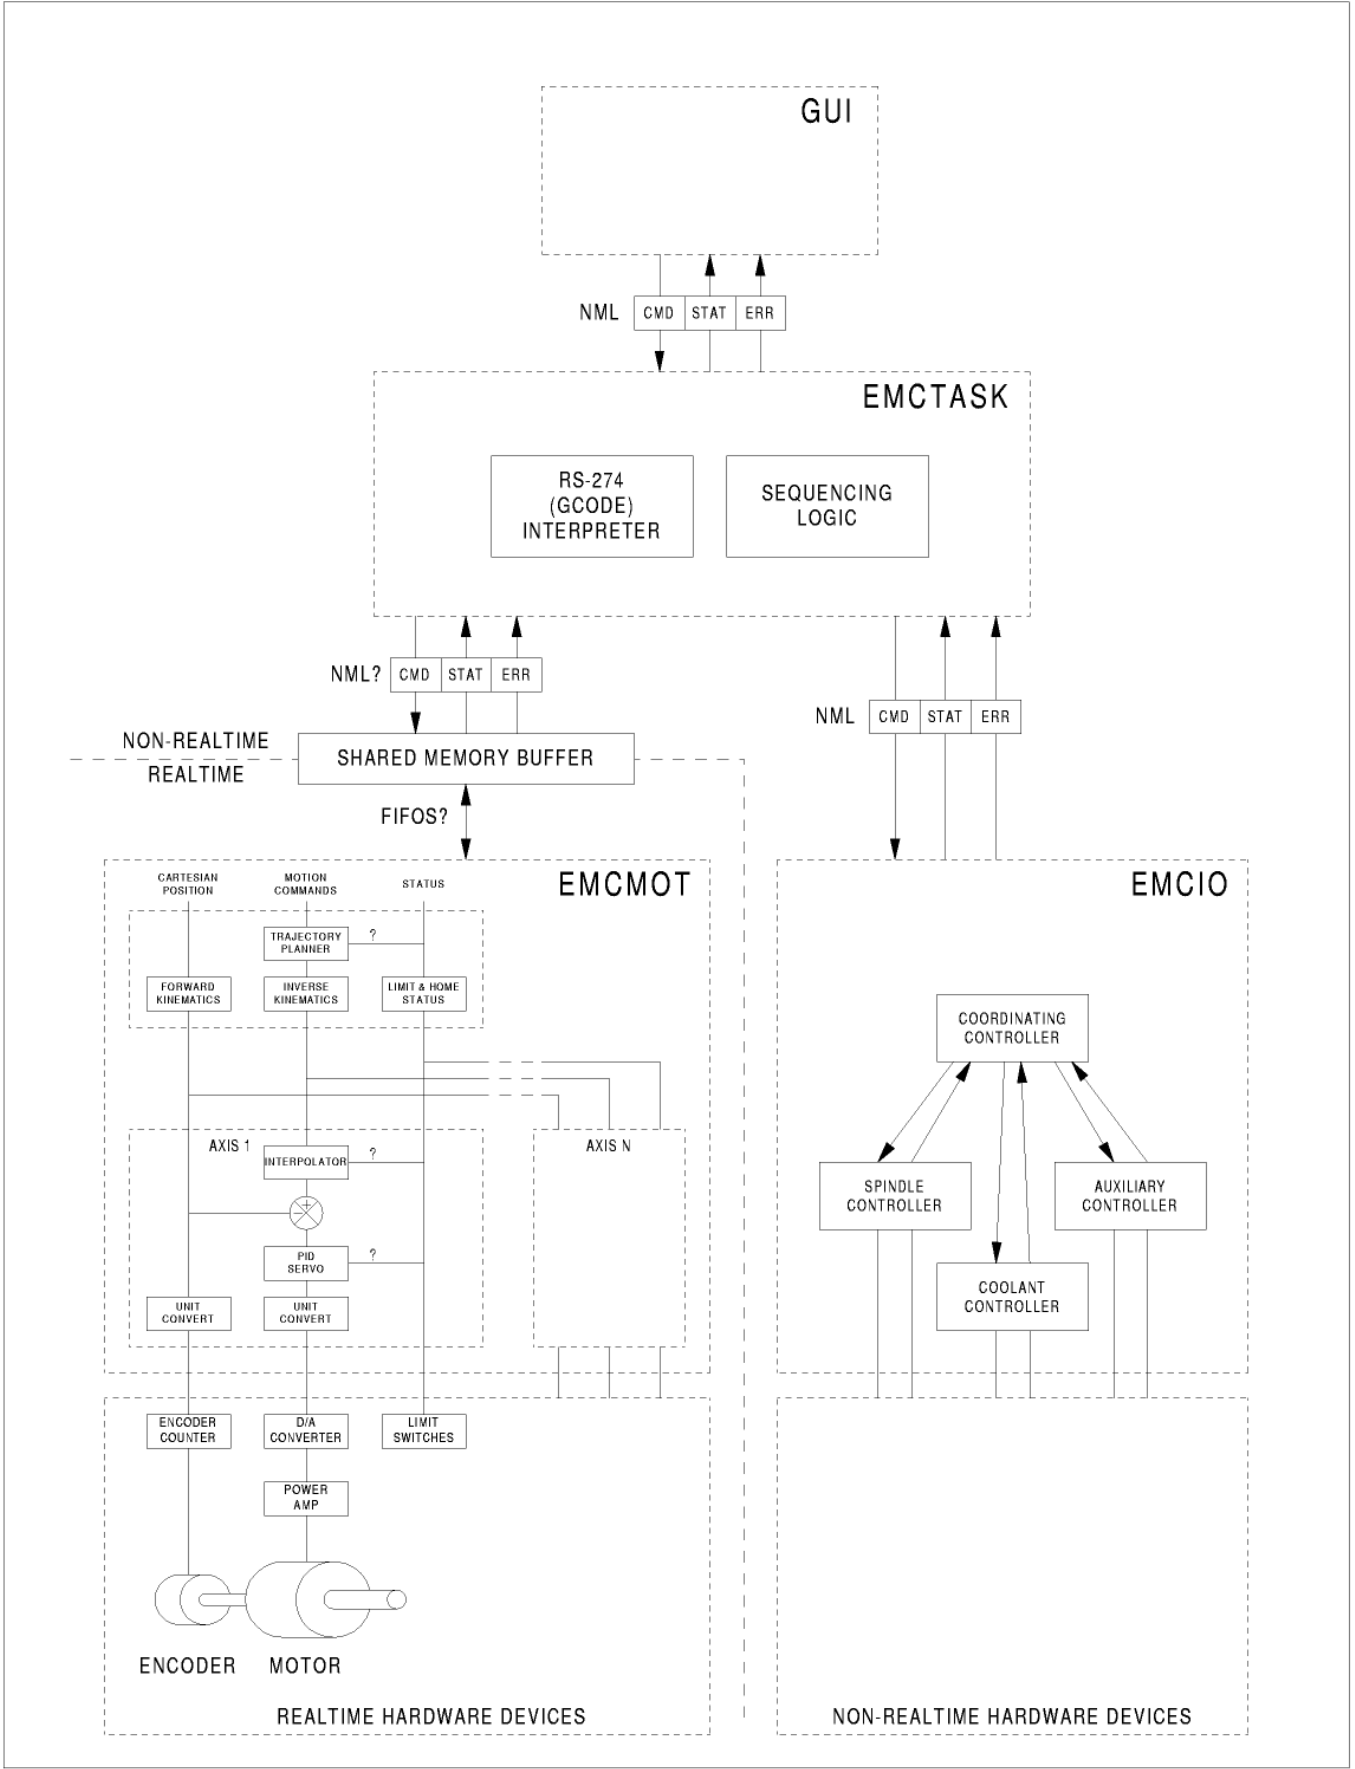 GUI
NML
CMD
STAT
ERR
EMCTASK
RS-274
(GCODE)
INTERPRETER
SEQUENCING
LOGIC
NML?
CMD
STAT
ERR
NML
CMD
STAT
ERR
NON-REALTIME
REALTIME
SHARED MEMORY BUFFER
FIFOS?
EMCMOT
CARTESIAN
POSITION
MOTION
COMMANDS
STATUS
TRAJECTORY
PLANNER
?
FORWARD
KINEMATICS
INVERSE
KINEMATICS
LIMIT & HOME
STATUS
AXIS 1
INTERPOLATOR
?
+
−
PID
SERVO
?
UNIT
CONVERT
UNIT
CONVERT
AXIS N
EMCIO
COORDINATING
CONTROLLER
SPINDLE
CONTROLLER
AUXILIARY
CONTROLLER
COOLANT
CONTROLLER
ENCODER
COUNTER
D/A
CONVERTER
LIMIT
SWITCHES
POWER
AMP
ENCODER
MOTOR
REALTIME HARDWARE DEVICES
NON-REALTIME HARDWARE DEVICES